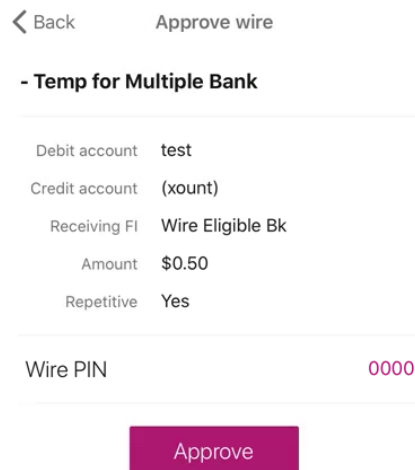 Back Approve wire
- Temp for Multiple Bank
Debit account test
Credit account (xount)
Receiving FI Wire Eligible Bk
Amount $0.50
Repetitive Yes
Wire PIN 0000
Approve